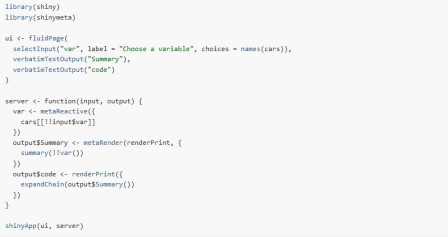 library(shiny)
library(shinymeta)

ui <- fluidPage(
  selectInput("var", label = "Choose a variable", choices = names(cars)),
  verbatimTextOutput("Summary"),
  verbatimTextOutput("code")
)

server <- function(input, output) {
  var <- metaReactive({
    cars[[!!input$var]]
  })
  output$Summary <- metaRender(renderPrint, {
    summary(!!var())
  })
  output$code <- renderPrint({
    expandChain(output$Summary())
  })
}

shinyApp(ui, server)